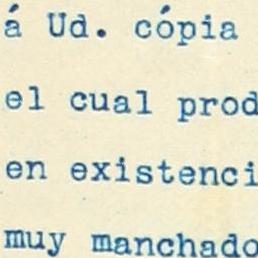 á Ud. cópia
el cual prod
en existenci
muy manchado